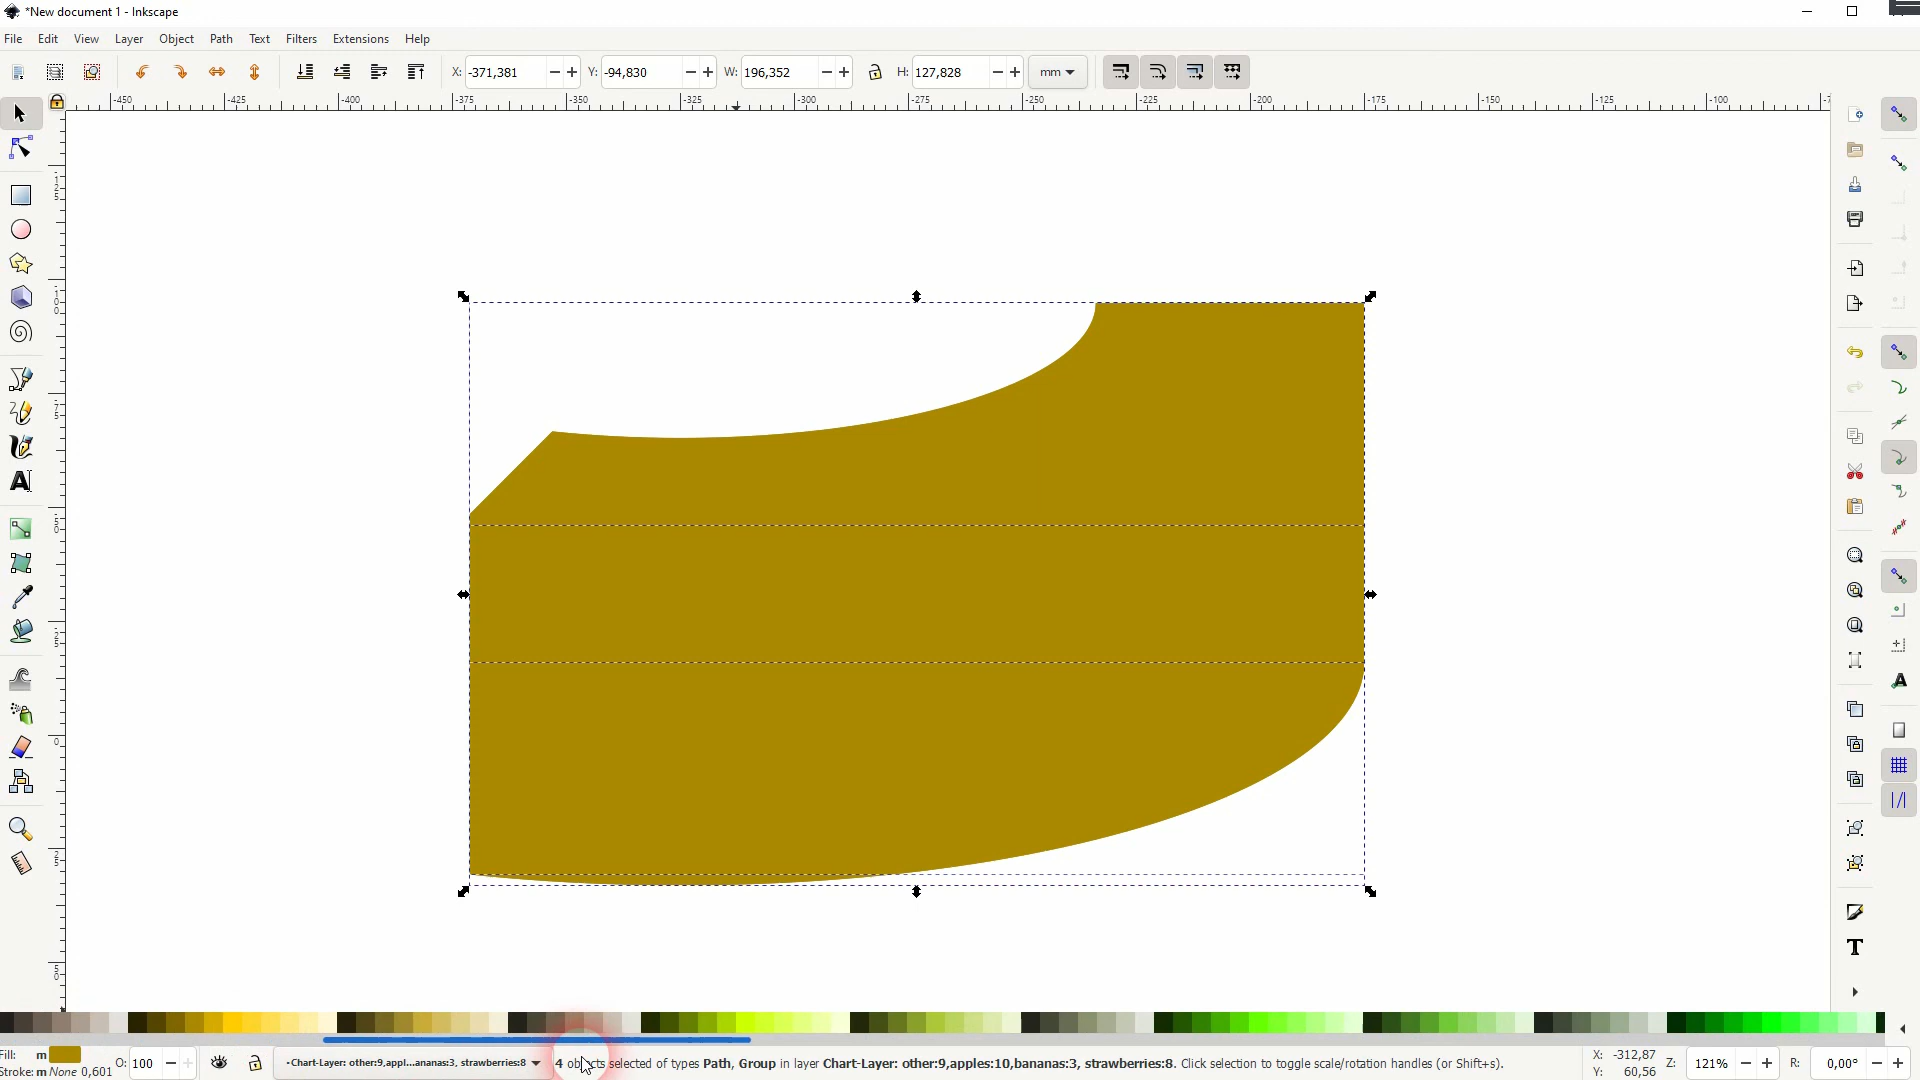 *New document 1 - Inkscape
File Edit View Layer Object Path Text Filters Extensions Help
X: -371,381 Y: -94,830 W: 196,352 H: 127,828 mm
-450 -425 -400 -375 -350 -325 -300 -275 -250 -225 -200 -175 -150 -125 -100
Fill: m O: 100 •Chart-Layer: other:9,appl...ananas:3, strawberries:8 4 objects selected of types Path, Group in layer Chart-Layer: other:9,apples:10,bananas:3, strawberries:8. Click selection to toggle scale/rotation handles (or Shift+s). X: -312,87 Z: 121% R: 0,00°
Stroke: m None 0,601 Y: 60,56